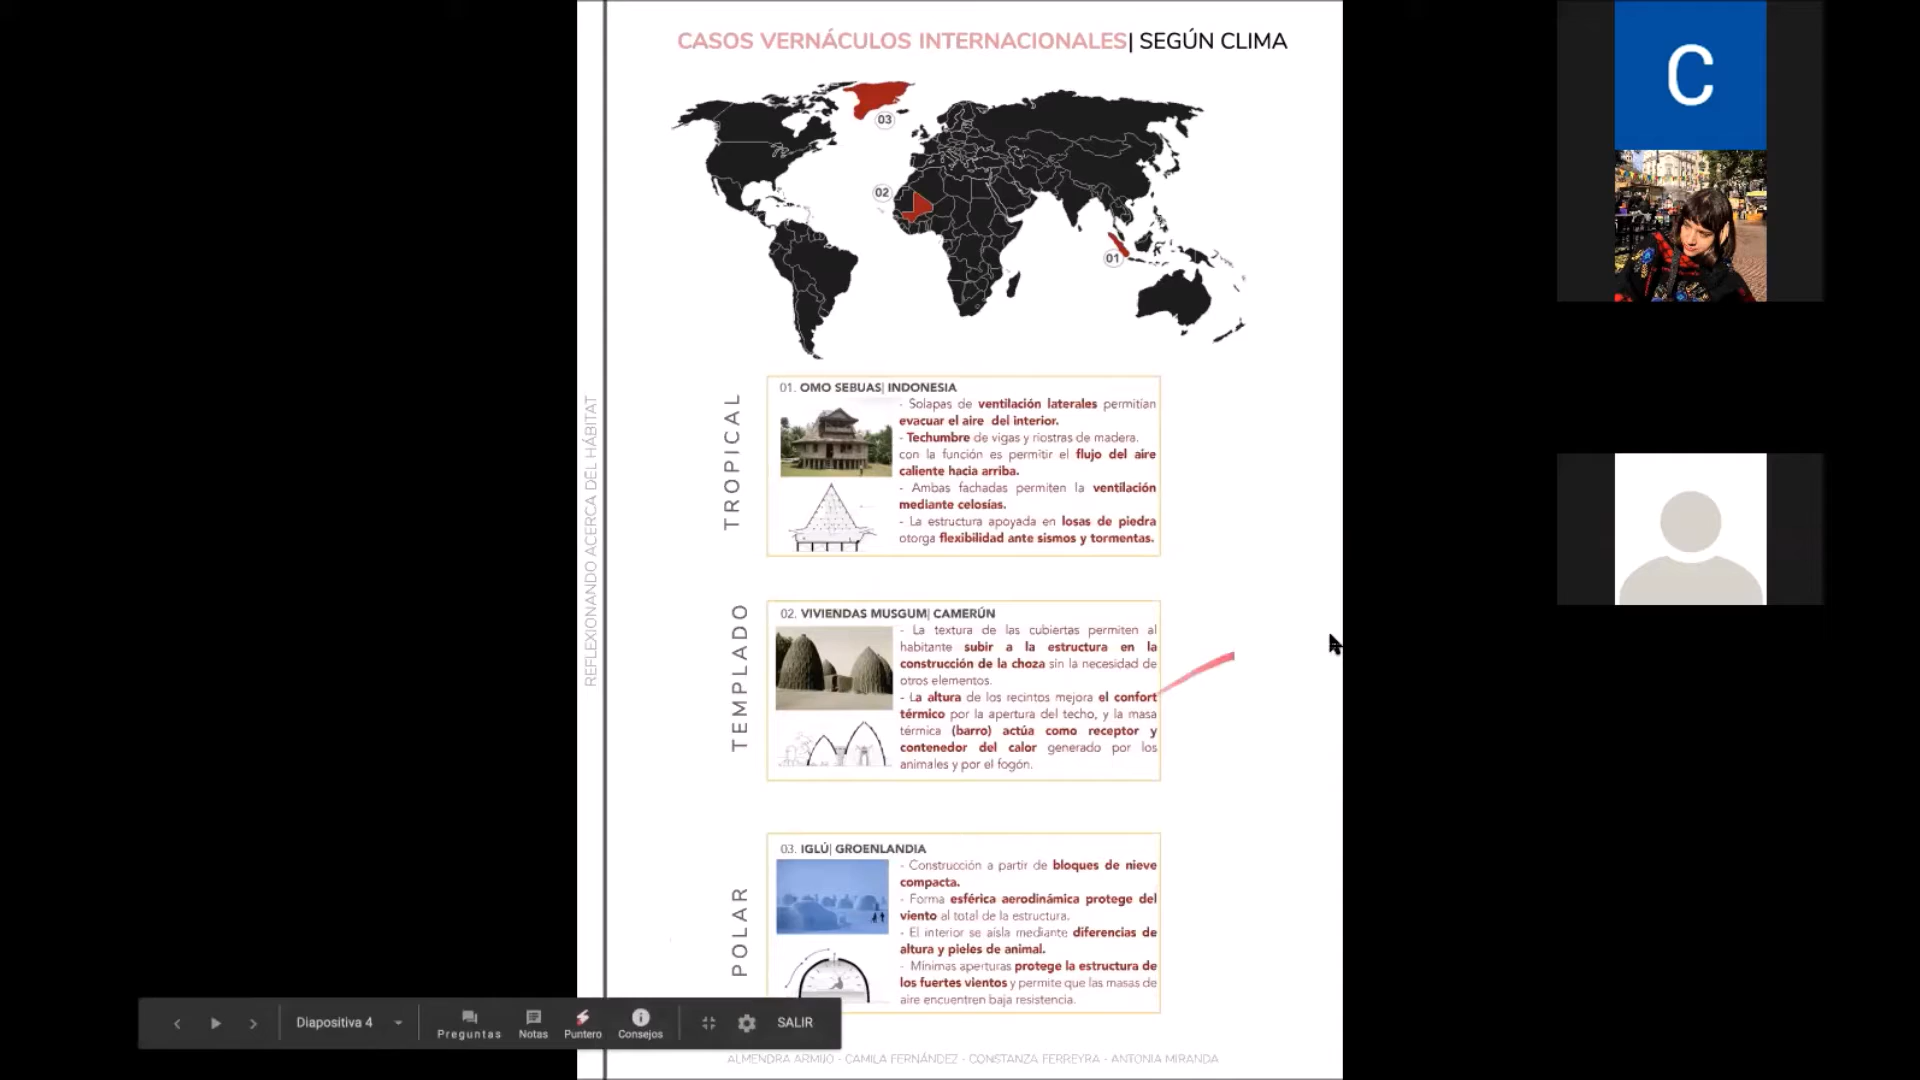 CASOS VERNÁCULOS INTERNACIONALES| SEGÚN CLIMA
03
02
01
C
REFLEXIONANDO ACERCA DEL HÁBITAT
TROPICAL
01. OMO SEBUAS| INDONESIA
- Solapas de ventilación laterales permitían
evacuar el aire del interior.
- Techumbre de vigas y riostras de madera.
con la función es permitir el flujo del aire
caliente hacia arriba.
- Ambas fachadas permiten la ventilación
mediante celosías.
- La estructura apoyada en losas de piedra
otorga flexibilidad ante sismos y tormentas.
TEMPLADO
02. VIVIENDAS MUSGUM| CAMERÚN
- La textura de las cubiertas permiten al
habitante subir a la estructura en la
construcción de la choza sin la necesidad de
otros elementos.
- La altura de los recintos mejora el confort
térmico por la apertura del techo, y la masa
térmica (barro) actúa como receptor y
contenedor del calor generado por los
animales y por el fogón.
POLAR
03. IGLÚ| GROENLANDIA
- Construcción a partir de bloques de nieve
compacta.
- Forma esférica aerodinámica protege del
viento al total de la estructura.
- El interior se aísla mediante diferencias de
altura y pieles de animal.
- Mínimas aperturas protege la estructura de
los fuertes vientos y permite que las masas de
aire encuentren baja resistencia.
Diapositiva 4
Preguntas
Notas
Puntero
Consejos
SALIR
ALMENDRA ARMIJO - CAMILA FERNÁNDEZ - CONSTANZA FERREYRA - ANTONIA MIRANDA